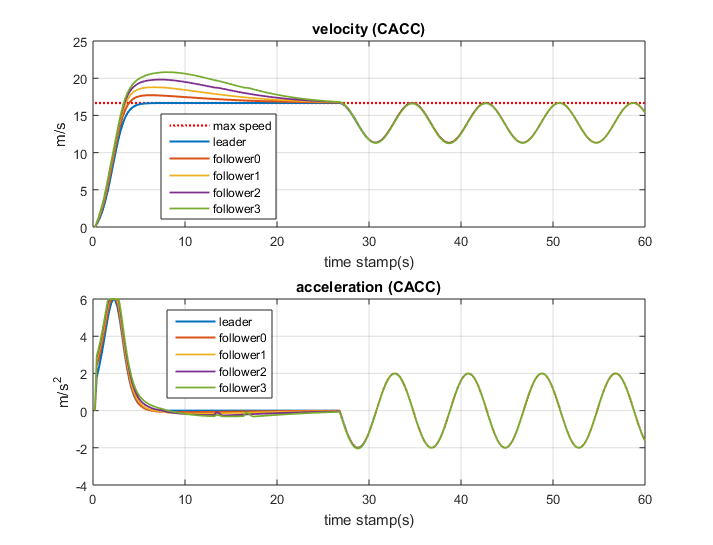 velocity (CACC)
25
20
15
10
5
0
m/s
max speed
leader
follower0
follower1
follower2
follower3
0 10 20 30 40 50 60
time stamp(s)
acceleration (CACC)
6
4
2
0
-2
-4
m/s²
leader
follower0
follower1
follower2
follower3
0 10 20 30 40 50 60
time stamp(s)